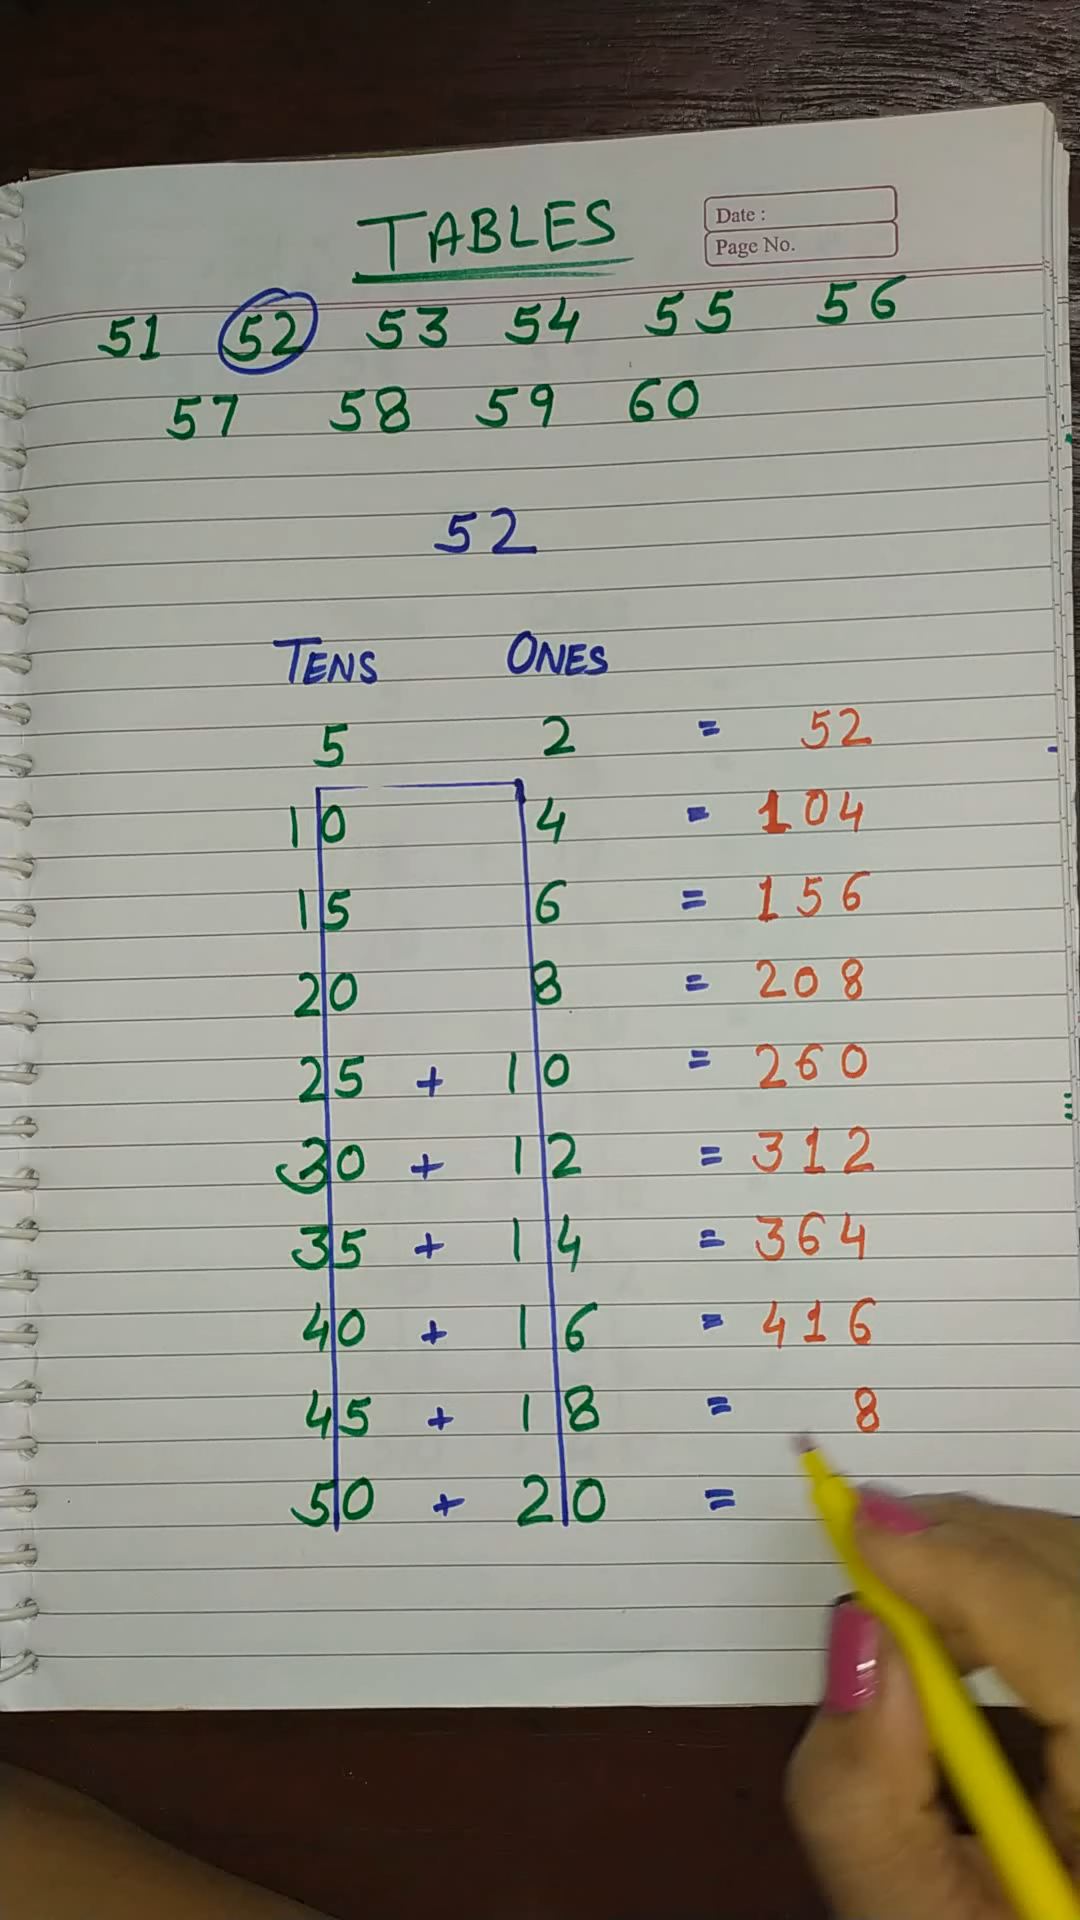 TABLES
Date :
Page No.
51 52 53 54 55 56
57 58 59 60
52
TENS ONES
5 2 = 52
10 4 = 104
15 6 = 156
20 8 = 208
25 + 10 = 260
30 + 12 = 312
35 + 14 = 364
40 + 16 = 416
45 + 18 = 8
50 + 20 =